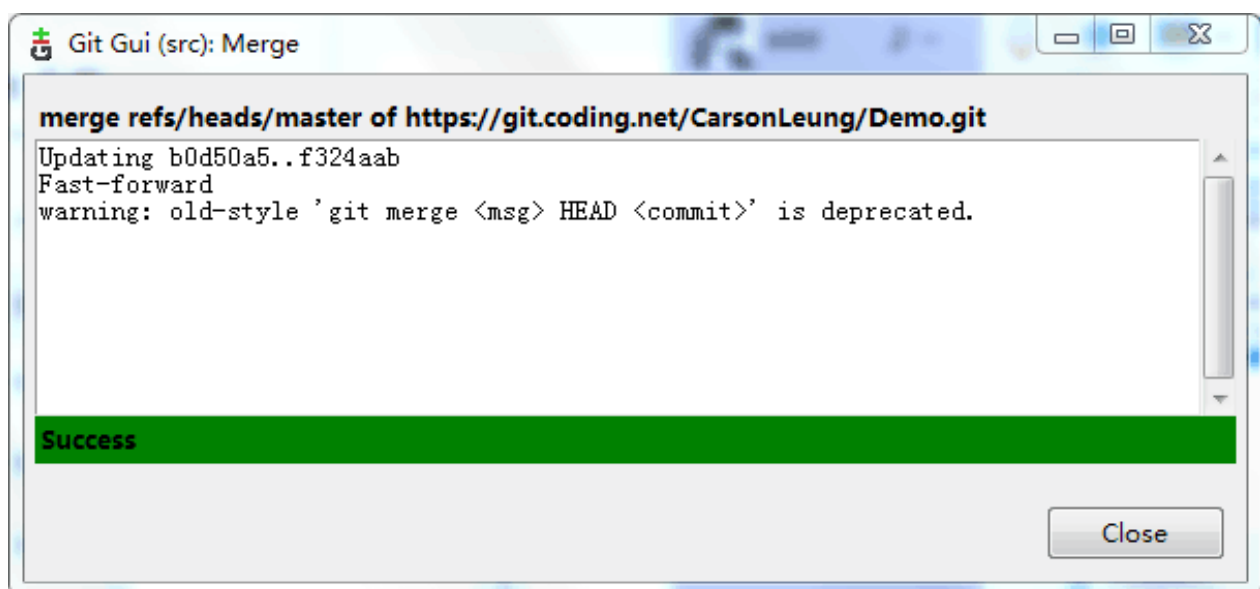 Git Gui (src): Merge
merge refs/heads/master of https://git.coding.net/CarsonLeung/Demo.git
Updating b0d50a5..f324aab
Fast-forward
warning: old-style 'git merge <msg> HEAD <commit>' is deprecated.
Success
Close